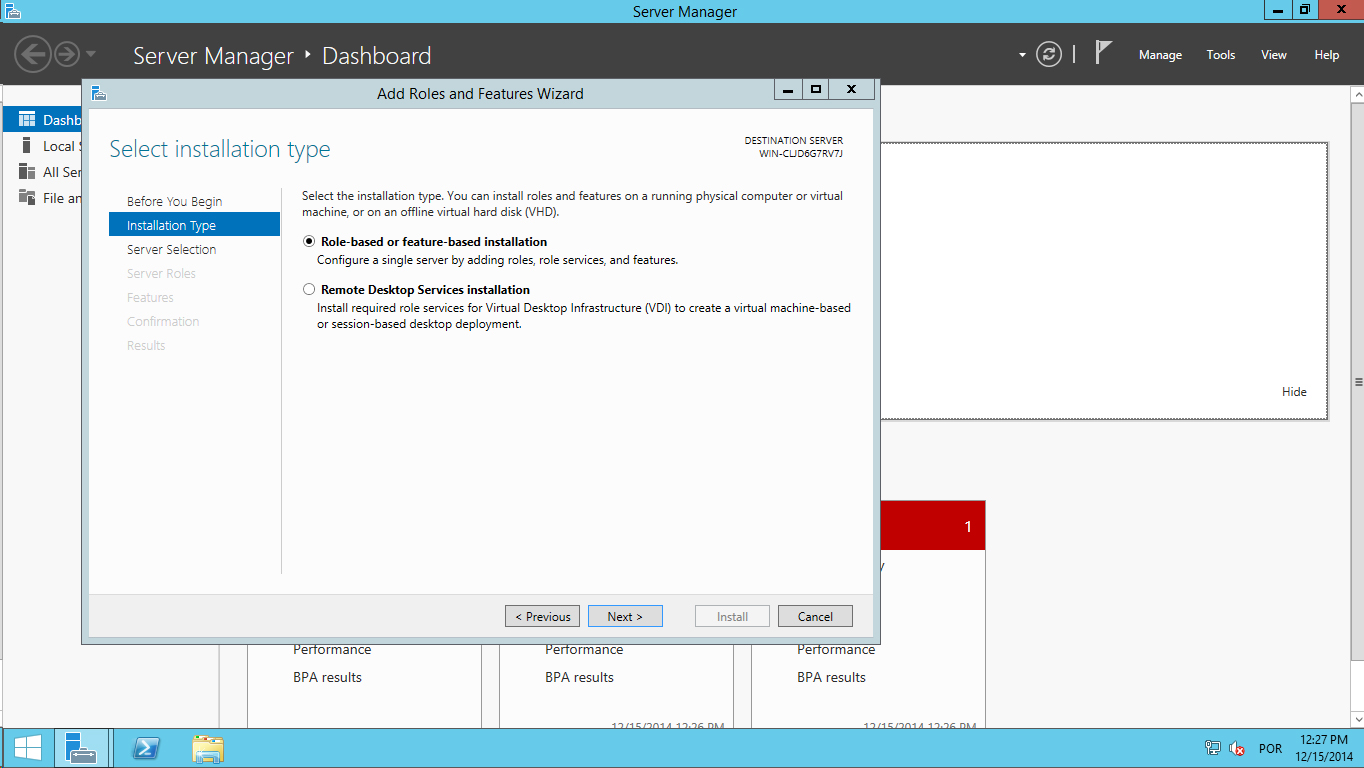 Server Manager
Server Manager
Dashboard
Manage
Tools
View
Help
Add Roles and Features Wizard
Dashb
Local
All Ser
File an
Select installation type
DESTINATION SERVER
WIN-CLJD6G7RV7J
Before You Begin
Installation Type
Server Selection
Server Roles
Features
Confirmation
Results
Select the installation type. You can install roles and features on a running physical computer or virtual
machine, or on an offline virtual hard disk (VHD).
Role-based or feature-based installation
Configure a single server by adding roles, role services, and features.
Remote Desktop Services installation
Install required role services for Virtual Desktop Infrastructure (VDI) to create a virtual machine-based
or session-based desktop deployment.
Hide
1
< Previous
Next >
Install
Cancel
Performance
Performance
Performance
BPA results
BPA results
BPA results
12/15/2014 12:26 PM
12/15/2014 12:26 PM
POR
12:27 PM
12/15/2014